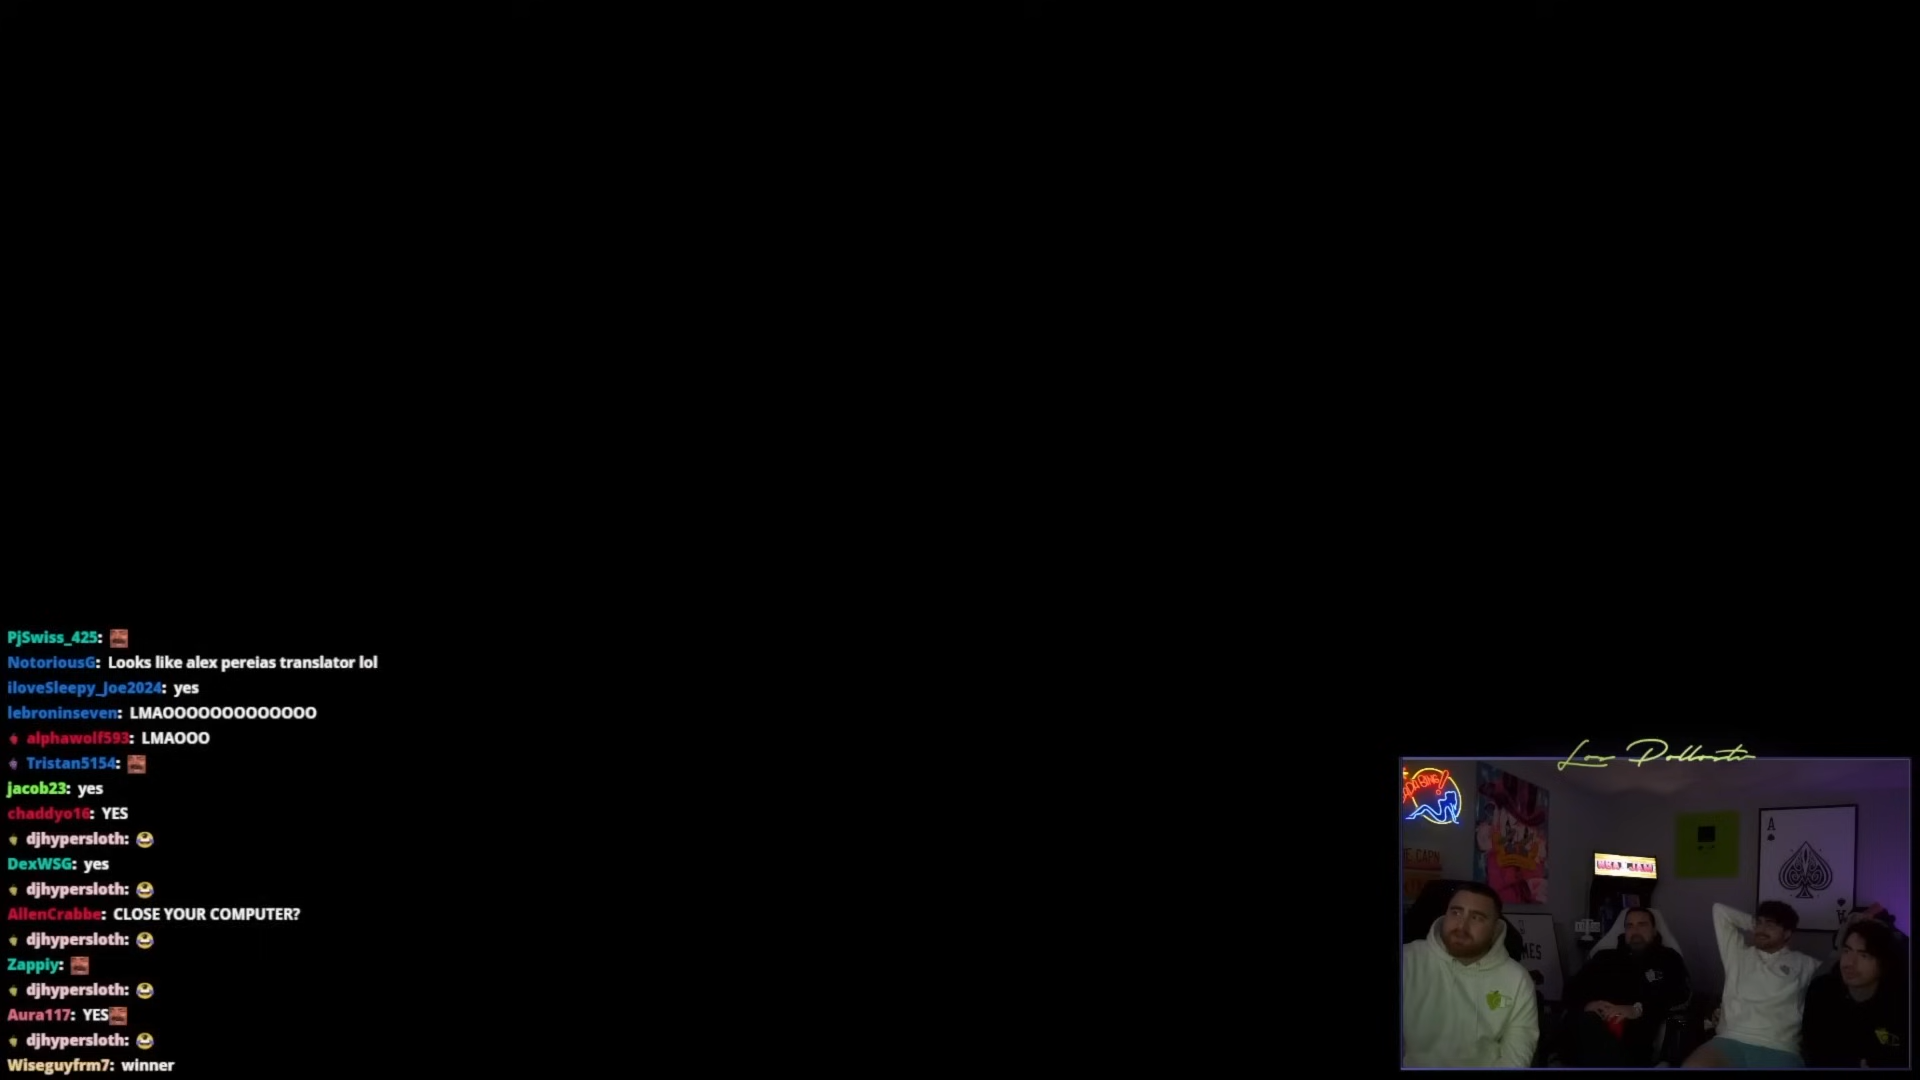 PjSwiss_425:
NotoriousG: Looks like alex pereias translator lol
iloveSleepy_Joe2024: yes
lebroninseven: LMAOOOOOOOOOOOOO
alphawolf593: LMAOOO
Tristan5154:
jacob23: yes
chaddyo16: YES
djhypersloth:
DexWSG: yes
djhypersloth:
AllenCrabbe: CLOSE YOUR COMPUTER?
djhypersloth:
Zappiy:
djhypersloth:
Aura117: YES
djhypersloth:
Wiseguyfrm7: winner
A